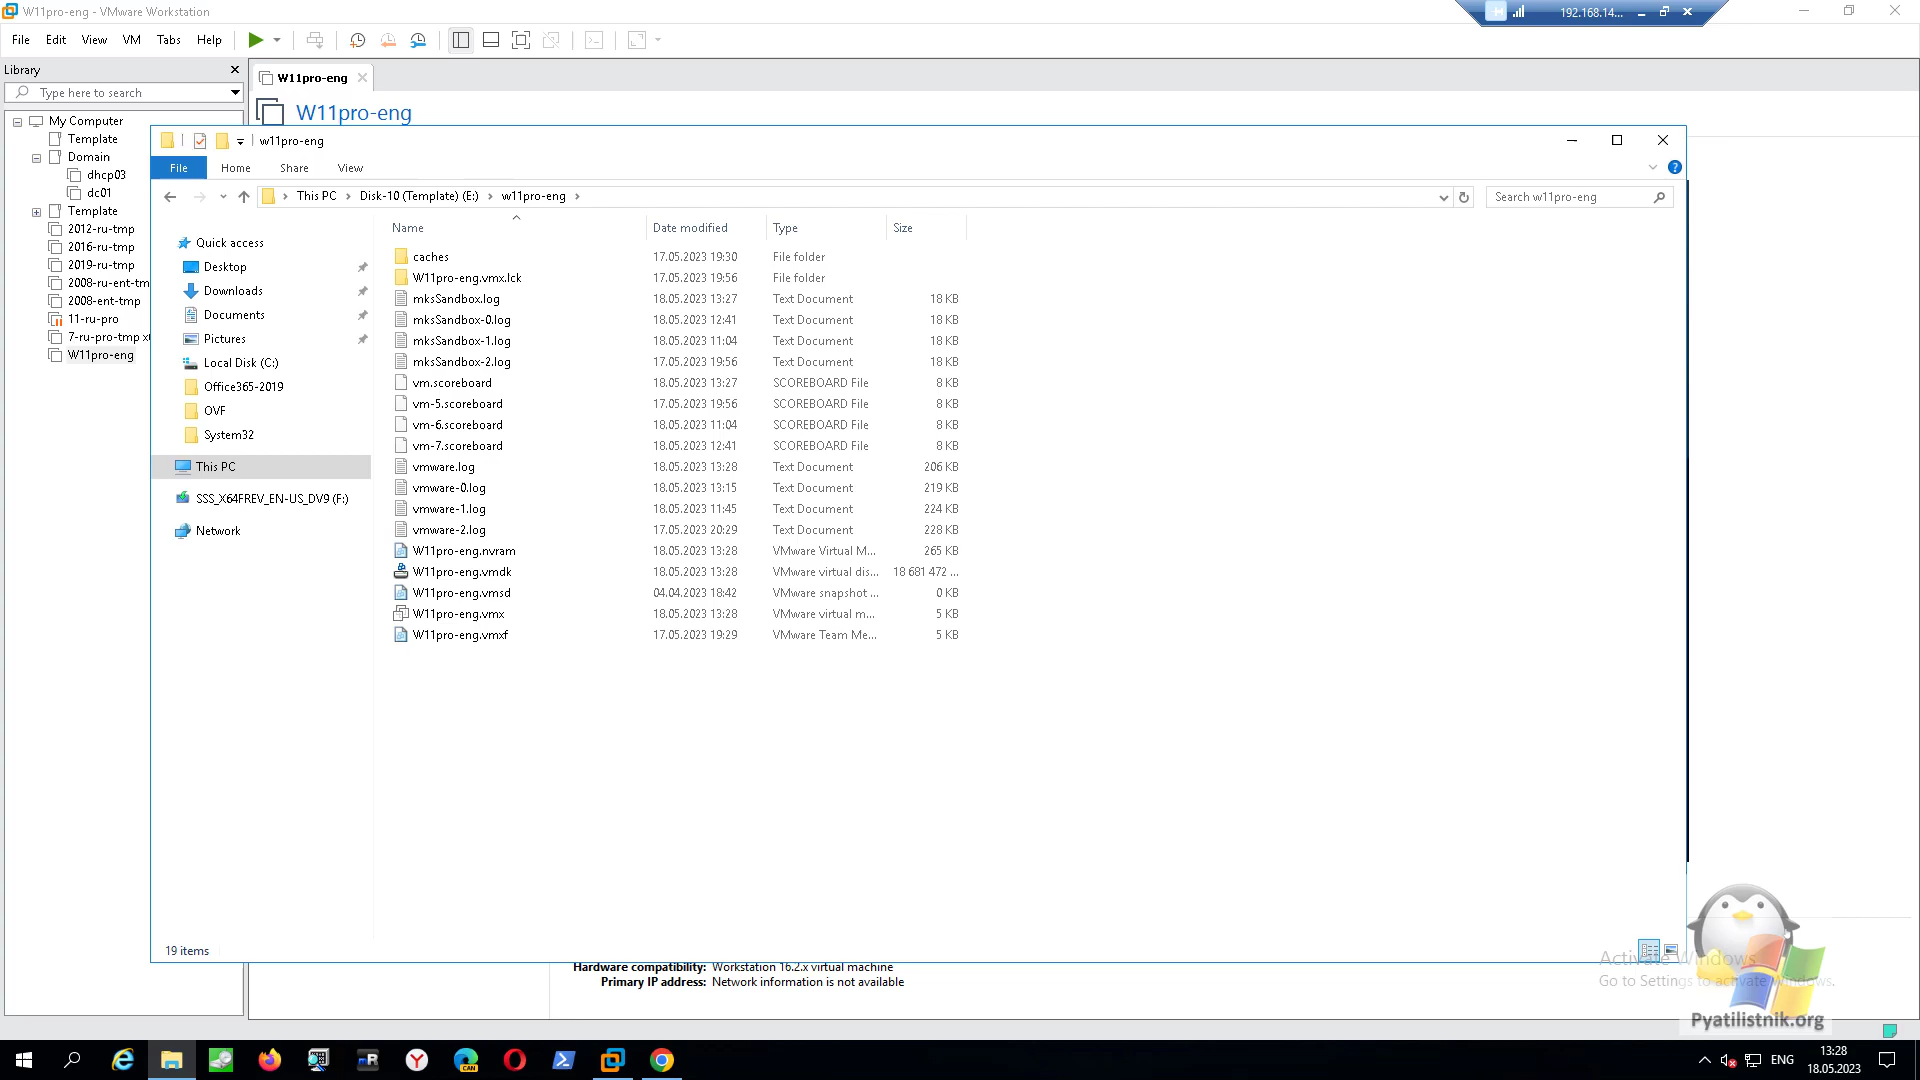 W11pro-eng - VMware Workstation
192.168.14...
File Edit View VM Tabs Help
Library
Type here to search
My Computer
Template
Domain
dhcp03
dc01
Template
2012-ru-tmp
2016-ru-tmp
2019-ru-tmp
2008-ru-ent-tm
2008-ent-tmp
11-ru-pro
7-ru-pro-tmp x
W11pro-eng
W11pro-eng
W11pro-eng
w11pro-eng
File Home Share View
This PC Disk-10 (Template) (E:) w11pro-eng
Search w11pro-eng
Quick access
Desktop
Downloads
Documents
Pictures
Local Disk (C:)
Office365-2019
OVF
System32
This PC
SSS_X64FREV_EN-US_DV9 (F:)
Network
Name Date modified Type Size
caches 17.05.2023 19:30 File folder
W11pro-eng.vmx.lck 17.05.2023 19:56 File folder
mksSandbox.log 18.05.2023 13:27 Text Document 18 KB
mksSandbox-0.log 18.05.2023 12:41 Text Document 18 KB
mksSandbox-1.log 18.05.2023 11:04 Text Document 18 KB
mksSandbox-2.log 17.05.2023 19:56 Text Document 18 KB
vm.scoreboard 18.05.2023 13:27 SCOREBOARD File 8 KB
vm-5.scoreboard 17.05.2023 19:56 SCOREBOARD File 8 KB
vm-6.scoreboard 18.05.2023 11:04 SCOREBOARD File 8 KB
vm-7.scoreboard 18.05.2023 12:41 SCOREBOARD File 8 KB
vmware.log 18.05.2023 13:28 Text Document 206 KB
vmware-0.log 18.05.2023 13:15 Text Document 219 KB
vmware-1.log 18.05.2023 11:45 Text Document 224 KB
vmware-2.log 17.05.2023 20:29 Text Document 228 KB
W11pro-eng.nvram 18.05.2023 13:28 VMware Virtual M... 265 KB
W11pro-eng.vmdk 18.05.2023 13:28 VMware virtual dis... 18 681 472 ...
W11pro-eng.vmsd 04.04.2023 18:42 VMware snapshot ... 0 KB
W11pro-eng.vmx 18.05.2023 13:28 VMware virtual m... 5 KB
W11pro-eng.vmxf 17.05.2023 19:29 VMware Team Me... 5 KB
19 items
Hardware compatibility: Workstation 16.2.x virtual machine
Primary IP address: Network information is not available
Activate Windows
Go to Settings to activate Windows.
Pyatilistnik.org
CAN
ENG
13:28
18.05.2023